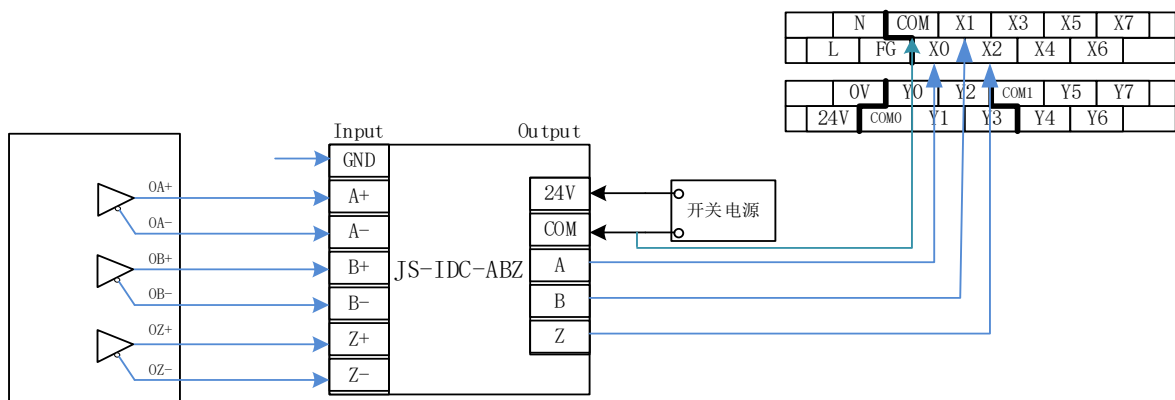 N COM X1 X3 X5 X7
L FG X0 X2 X4 X6
0V Y0 Y2 COM1 Y5 Y7
24V COM0 Y1 Y3 Y4 Y6
Input Output
GND
A+
A-
B+
B-
Z+
Z-
JS-IDC-ABZ
24V
COM
A
B
Z
开关电源
OA+
OA-
OB+
OB-
OZ+
OZ-